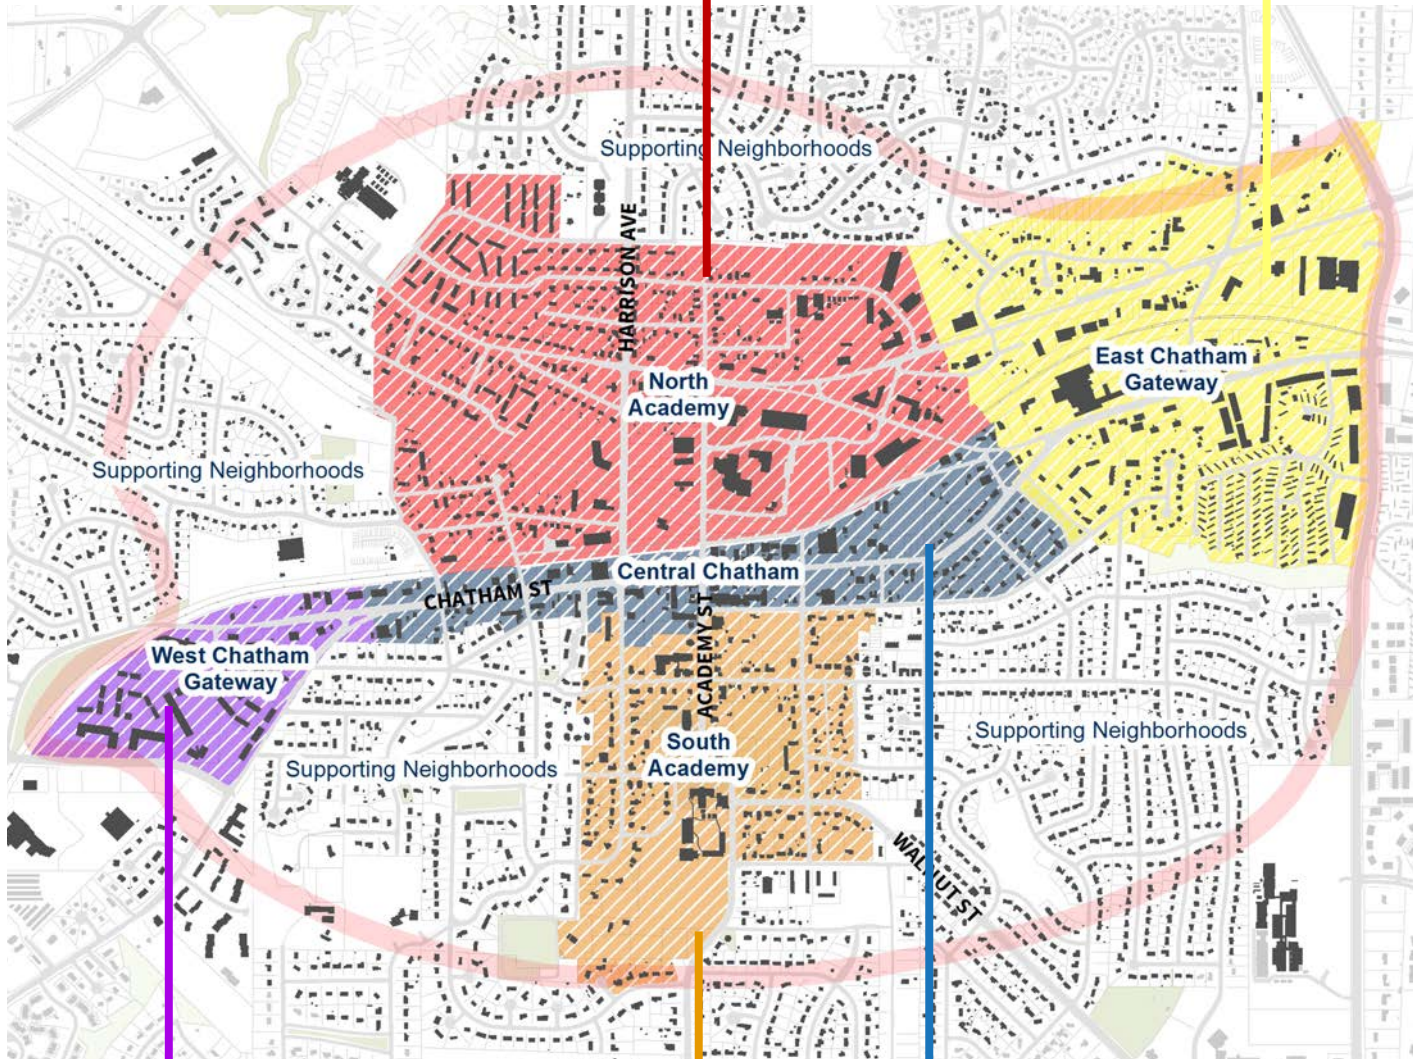 Supporting Neighborhoods
HARRISON AVE
East Chatham
Gateway
North
Academy
Supporting Neighborhoods
Central Chatham
CHATHAM ST
ACADEMY ST
West Chatham
Gateway
South
Academy
Supporting Neighborhoods
Supporting Neighborhoods
WALNUT ST